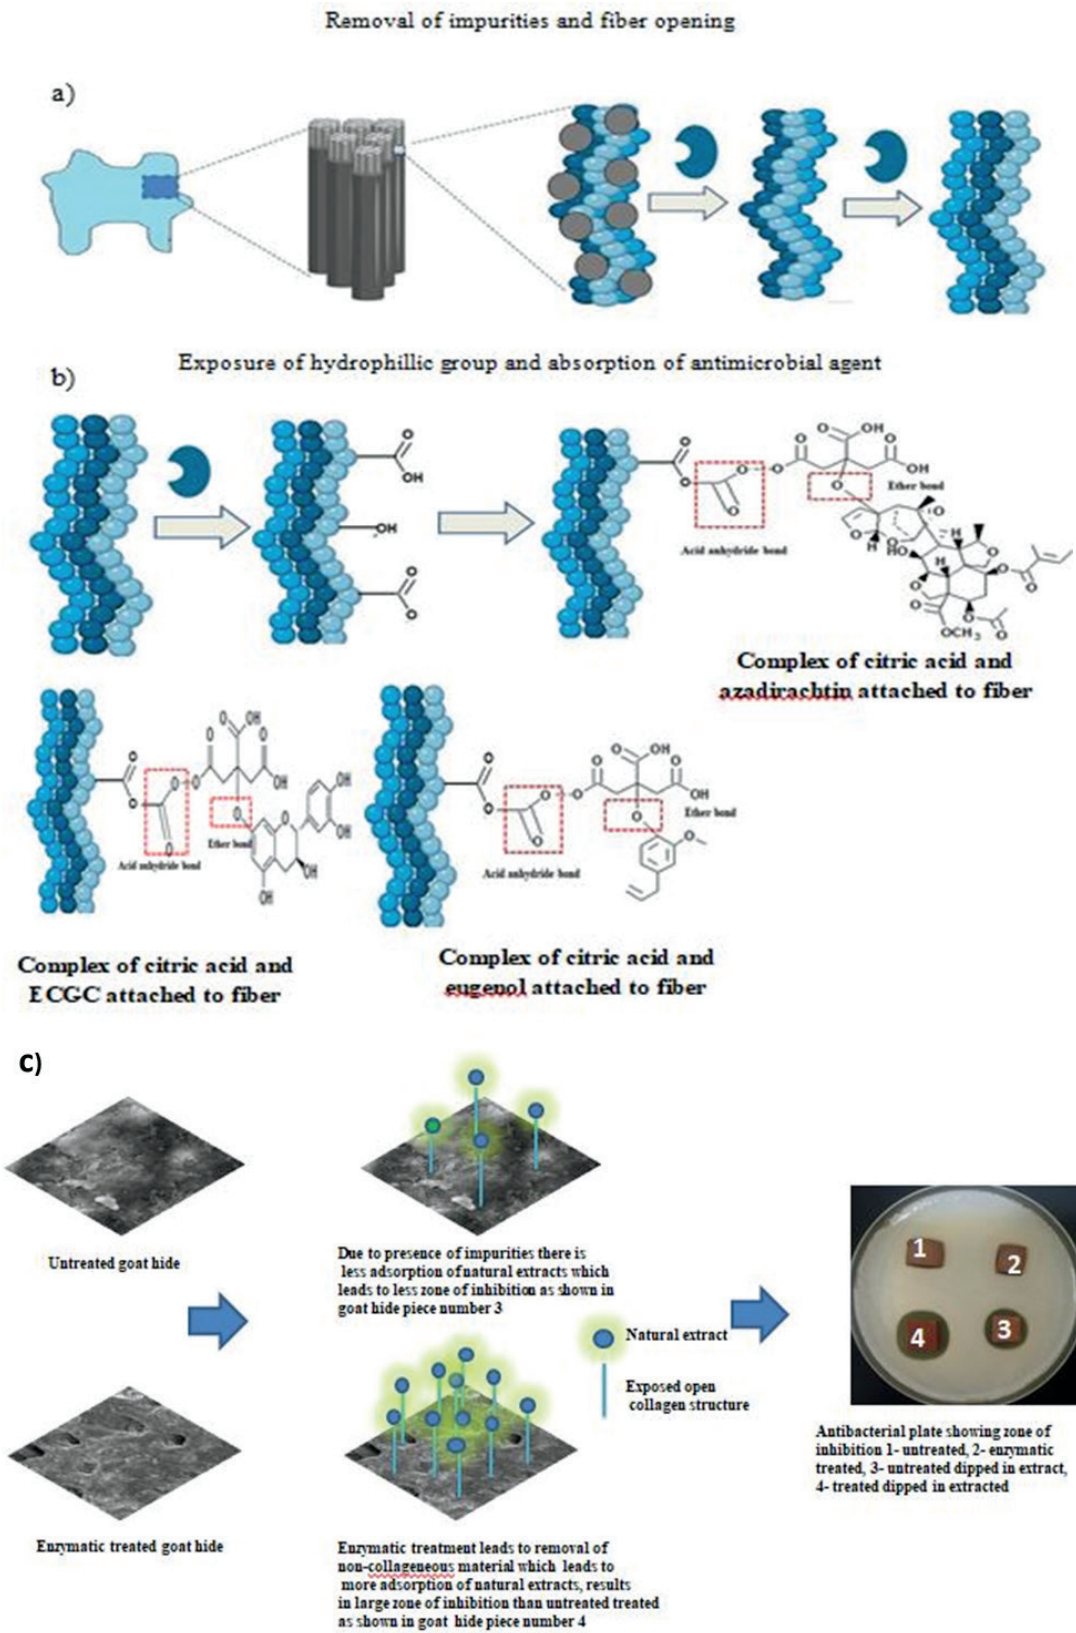 Removal of impurities and fiber opening
a)
Exposure of hydrophillic group and absorption of antimicrobial agent
b)
O
OH
OH
O
O
O
O
O
O
O
O
O
OH
O
OH
O
Ether bond
Acid anhydride bond
O
O
H
HO
H
H
O
O
O
O
O
OCH3
O
O
Complex of citric acid and
azadirachtin attached to fiber
O
O
O
O
O
O
O
OH
O
OH
O
Ether bond
Acid anhydride bond
O
OH
OH
OH
OH
Complex of citric acid and
ECGC attached to fiber
O
O
O
O
O
O
O
OH
O
OH
O
Ether bond
Acid anhydride bond
O
Complex of citric acid and
eugenol attached to fiber
c)
Untreated goat hide
Due to presence of impurities there is
less adsorption of natural extracts which
leads to less zone of inhibition as shown in
goat hide piece number 3
Natural extract
Exposed open
collagen structure
1
2
4
3
Antibacterial plate showing zone of
inhibition 1- untreated, 2- enzymatic
treated, 3- untreated dipped in extract,
4- treated dipped in extracted
Enzymatic treated goat hide
Enzymatic treatment leads to removal of
non-collageneous material which leads to
more adsorption of natural extracts, results
in large zone of inhibition than untreated treated
as shown in goat hide piece number 4